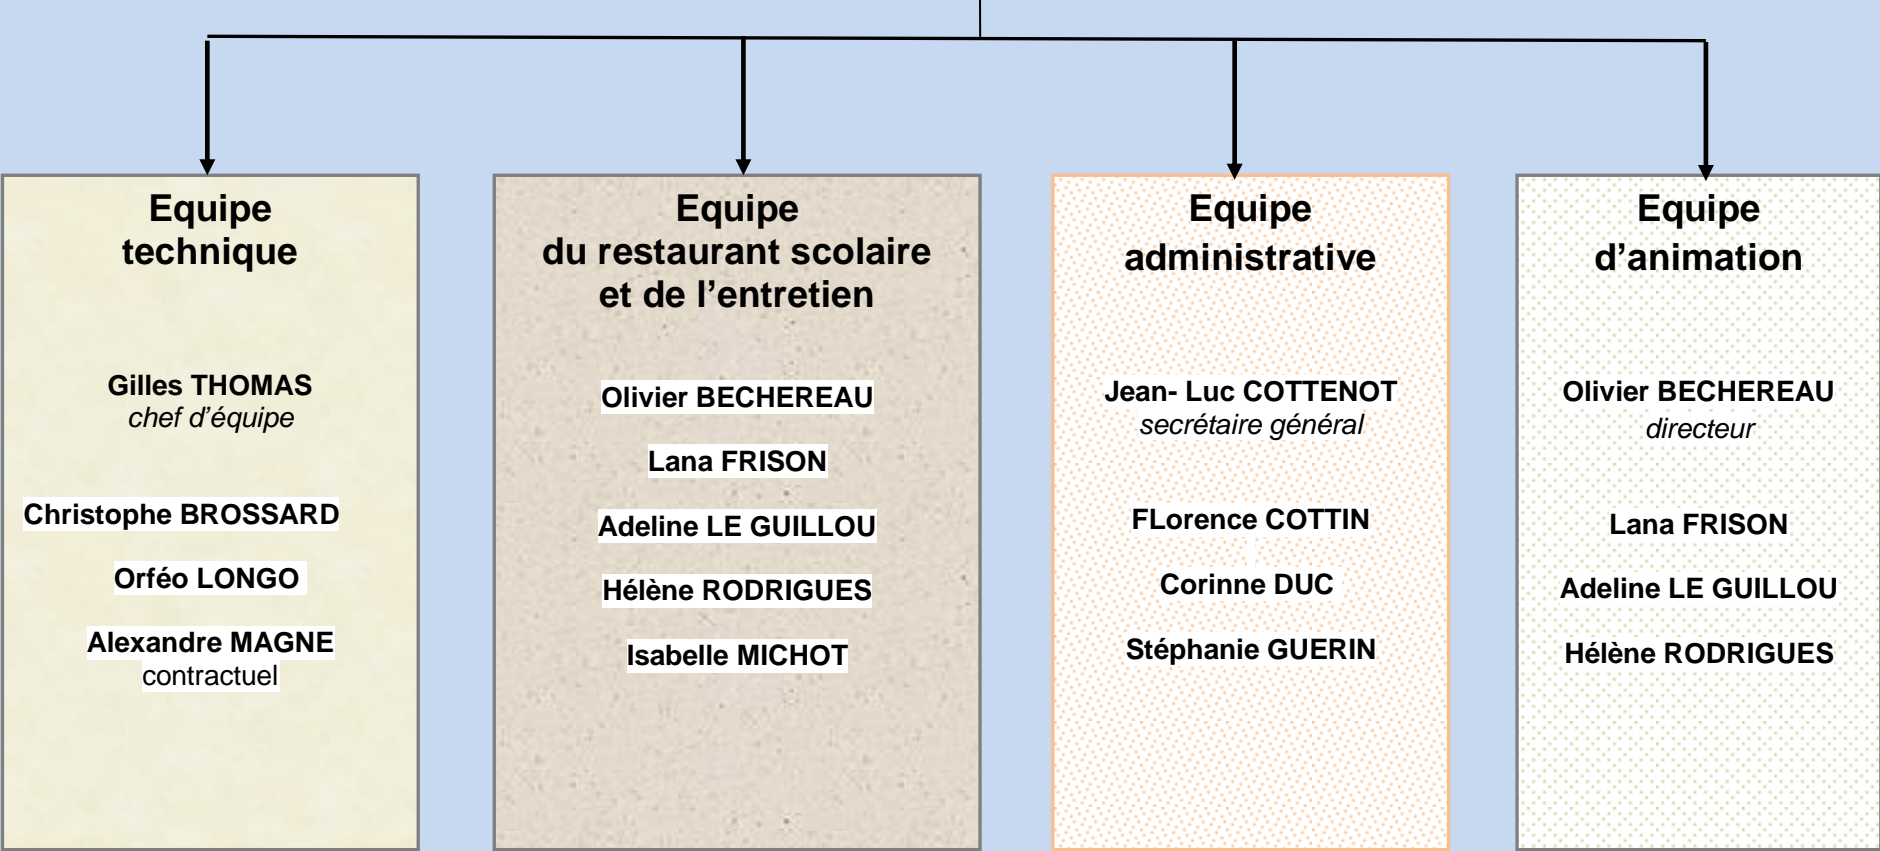 Equipe
technique
Gilles THOMAS
chef d’équipe
Christophe BROSSARD
Orféo LONGO
Alexandre MAGNE
contractuel
Equipe
du restaurant scolaire
et de l’entretien
Olivier BECHEREAU
Lana FRISON
Adeline LE GUILLOU
Hélène RODRIGUES
Isabelle MICHOT
Equipe
administrative
Jean- Luc COTTENOT
secrétaire général
FLorence COTTIN
Corinne DUC
Stéphanie GUERIN
Equipe
d’animation
Olivier BECHEREAU
directeur
Lana FRISON
Adeline LE GUILLOU
Hélène RODRIGUES